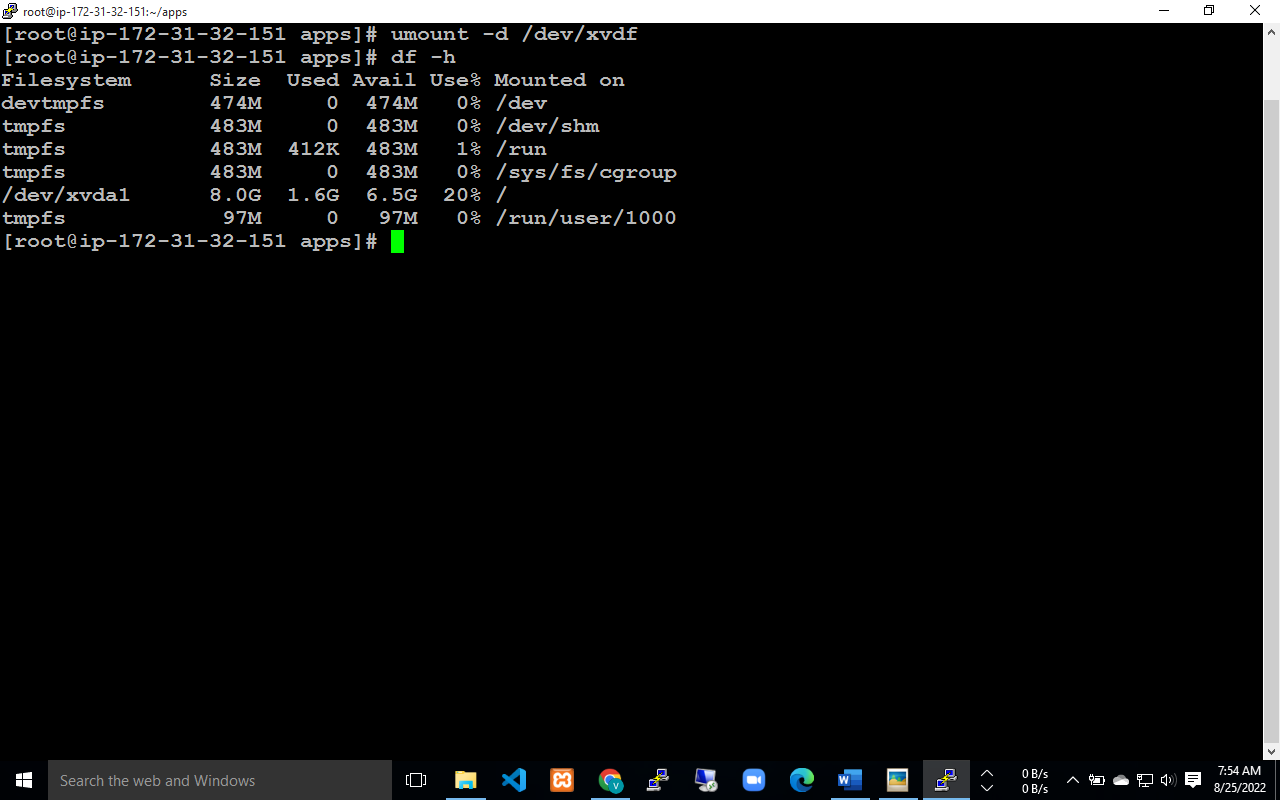 root@ip-172-31-32-151:~/apps
[root@ip-172-31-32-151 apps]# umount -d /dev/xvdf
[root@ip-172-31-32-151 apps]# df -h
Filesystem      Size  Used Avail Use% Mounted on
devtmpfs        474M     0  474M   0% /dev
tmpfs           483M     0  483M   0% /dev/shm
tmpfs           483M  412K  483M   1% /run
tmpfs           483M     0  483M   0% /sys/fs/cgroup
/dev/xvda1      8.0G  1.6G  6.5G  20% /
tmpfs            97M     0   97M   0% /run/user/1000
[root@ip-172-31-32-151 apps]#
Search the web and Windows
V
W
0 B/s
0 B/s
7:54 AM
8/25/2022